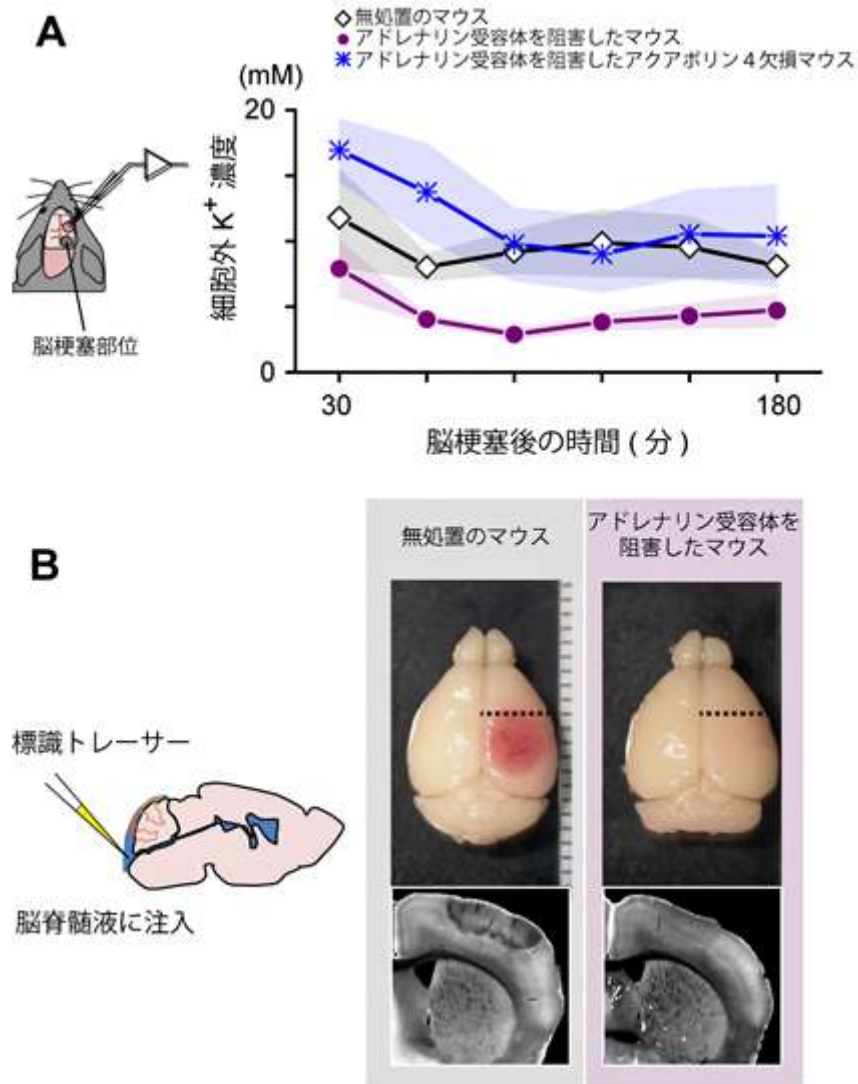 A
無処置のマウス
アドレナリン受容体を阻害したマウス
アドレナリン受容体を阻害したアクアポリン4欠損マウス
(mM)
20
細胞外 K⁺ 濃度
0
30
180
脳梗塞後の時間 ( 分 )
脳梗塞部位
B
無処置のマウス
アドレナリン受容体を
阻害したマウス
標識トレーサー
脳脊髄液に注入